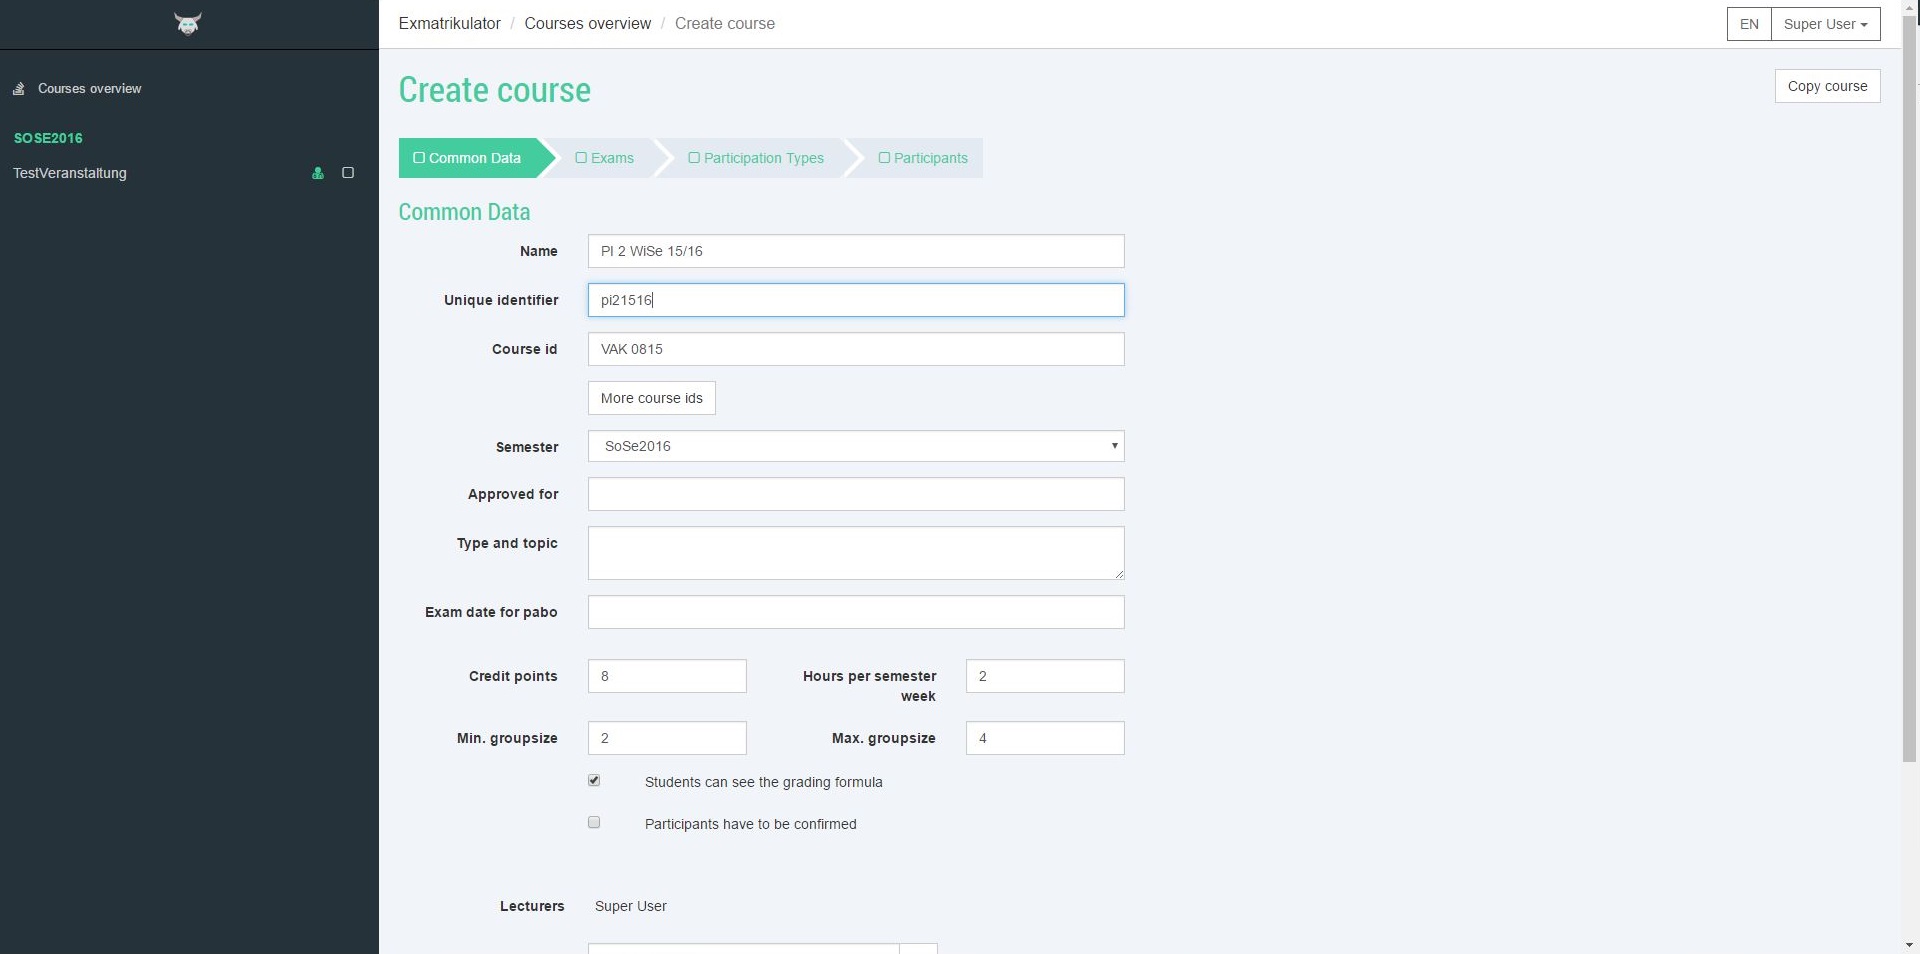 Exmatrikulator / Courses overview / Create course
EN Super User
Courses overview
SOSE2016
TestVeranstaltung
Create course
Copy course
Common Data Exams Participation Types Participants
Common Data
Name PI 2 WiSe 15/16
Unique identifier pi21516
Course id VAK 0815
More course ids
Semester SoSe2016
Approved for
Type and topic
Exam date for pabo
Credit points 8 Hours per semester week 2
Min. groupsize 2 Max. groupsize 4
Students can see the grading formula
Participants have to be confirmed
Lecturers Super User